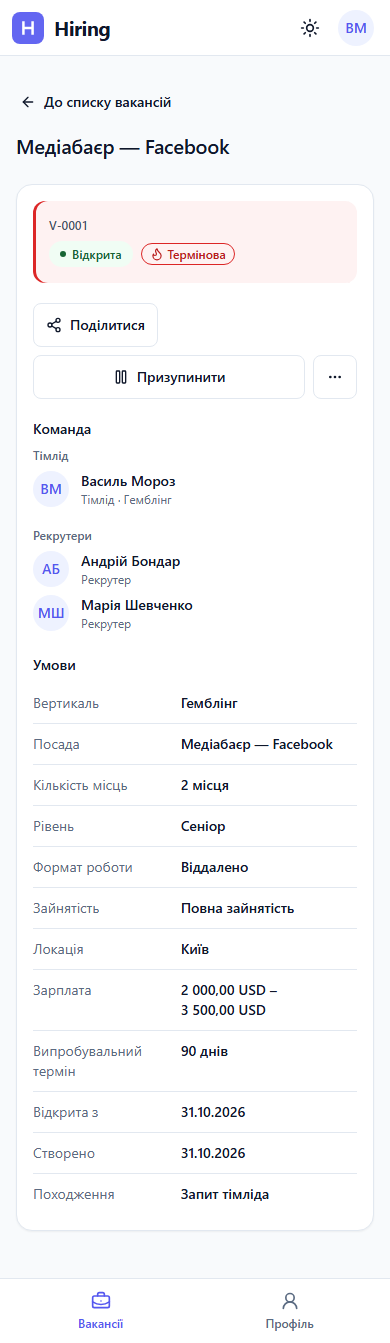 H Hiring
ВМ
До списку вакансій
Медіабаєр — Facebook
V-0001
Відкрита
Термінова
Поділитися
Призупинити
Команда
Тімлід
ВМ
Василь Мороз
Тімлід · Гемблінг
Рекрутери
АБ
Андрій Бондар
Рекрутер
МШ
Марія Шевченко
Рекрутер
Умови
Вертикаль Гемблінг
Посада Медіабаєр — Facebook
Кількість місць 2 місця
Рівень Сеніор
Формат роботи Віддалено
Зайнятість Повна зайнятість
Локація Київ
Зарплата 2 000,00 USD –
3 500,00 USD
Випробувальний 90 днів
термін
Відкрита з 31.10.2026
Створено 31.10.2026
Походження Запит тімліда
Вакансії
Профіль